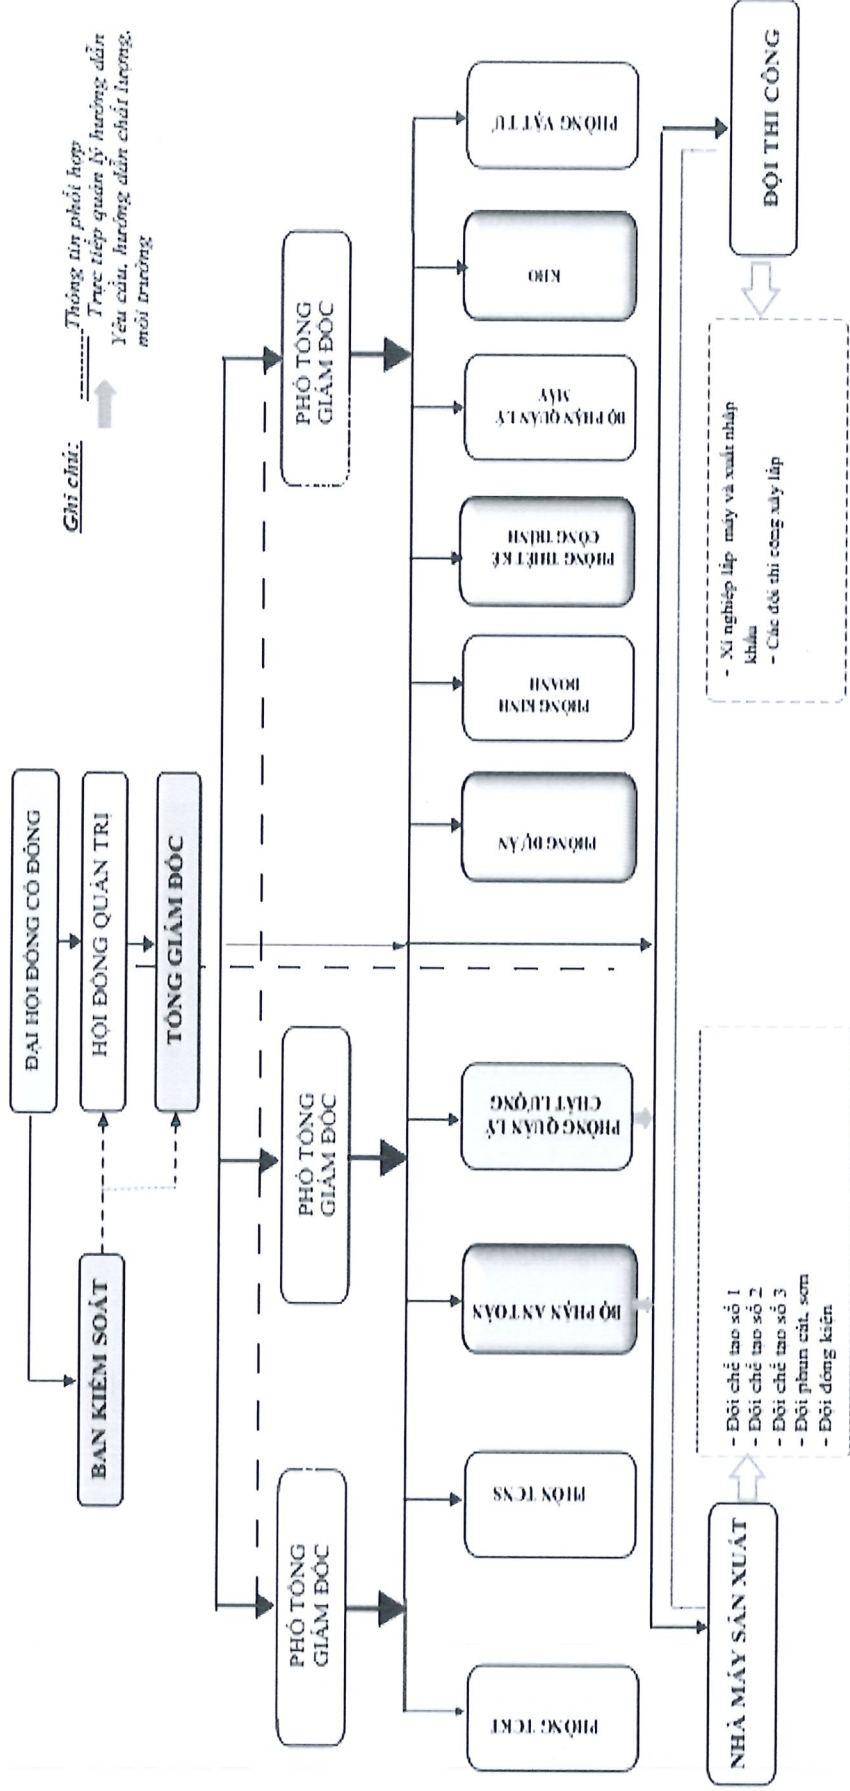 Ghi chú:
Thông tin phối hợp
Trực tiếp quản lý hướng dẫn
Yêu cầu, hướng dẫn chất lượng,
môi trường
ĐẠI HỘI ĐỒNG CỔ ĐÔNG
HỘI ĐỒNG QUẢN TRỊ
BAN KIỂM SOÁT
TỔNG GIÁM ĐỐC
PHÓ TỔNG
GIÁM ĐỐC
PHÓ TỔNG
GIÁM ĐỐC
PHÓ TỔNG
GIÁM ĐỐC
PHÒNG TCKT
PHÒN TCNS
BỘ PHẬN AN TOÀN
PHÒNG QUẢN LÝ
CHẤT LƯỢNG
PHÒNG DỰ ÁN
PHÒNG KINH
DOANH
PHÒNG THIẾT KẾ
CÔNG TRÌNH
BỘ PHẬN QUẢN LÝ
MÁY
KHO
PHÒNG VẬT TƯ
NHÀ MÁY SẢN XUẤT
- Đội chế tạo số 1
- Đội chế tạo số 2
- Đội chế tạo số 3
- Đội phun cát, sơn
- Đội đóng kiện
- Xí nghiệp lắp máy và xuất nhập
khẩu
- Các đội thi công xây lắp
ĐỘI THI CÔNG